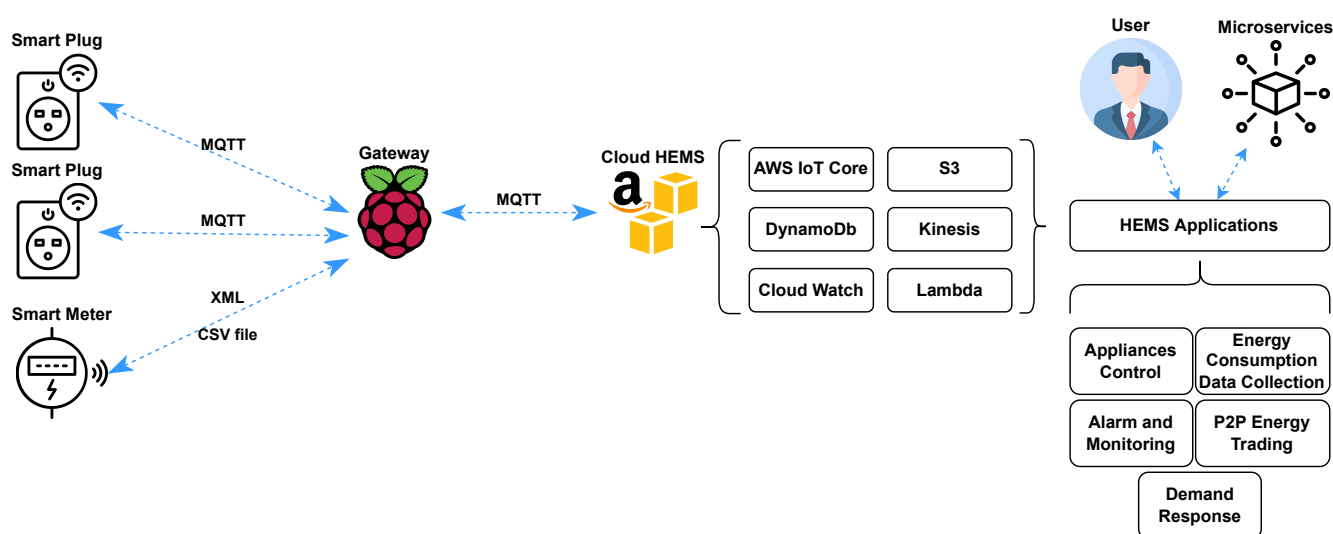 Smart Plug
MQTT
Smart Plug
MQTT
Smart Meter
XML
CSV file
Gateway
MQTT
Cloud HEMS
a
AWS IoT Core
S3
DynamoDb
Kinesis
Cloud Watch
Lambda
User
Microservices
HEMS Applications
Appliances
Control
Energy
Consumption
Data Collection
Alarm and
Monitoring
P2P Energy
Trading
Demand
Response